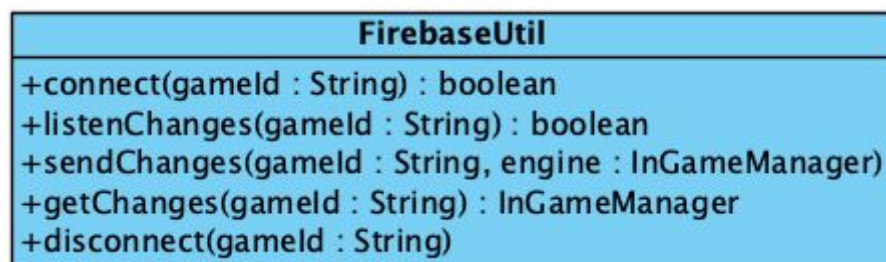 FirebaseUtil
+connect(gameId : String) : boolean
+listenChanges(gameId : String) : boolean
+sendChanges(gameId : String, engine : InGameManager)
+getChanges(gameId : String) : InGameManager
+disconnect(gameId : String)